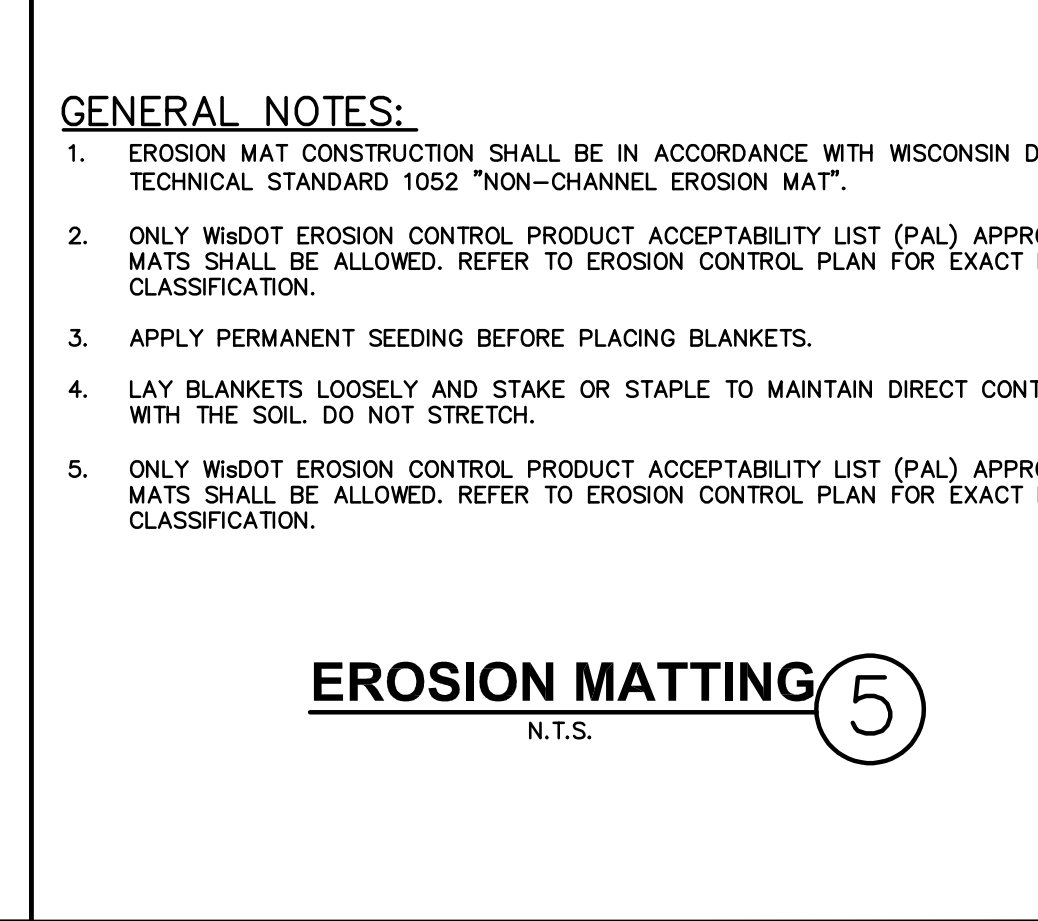 GENERAL NOTES:
1. EROSION MAT CONSTRUCTION SHALL BE IN ACCORDANCE WITH WISCONSIN D
TECHNICAL STANDARD 1052 "NON–CHANNEL EROSION MAT".
2. ONLY WisDOT EROSION CONTROL PRODUCT ACCEPTABILITY LIST (PAL) APPR
MATS SHALL BE ALLOWED. REFER TO EROSION CONTROL PLAN FOR EXACT
CLASSIFICATION.
3. APPLY PERMANENT SEEDING BEFORE PLACING BLANKETS.
4. LAY BLANKETS LOOSELY AND STAKE OR STAPLE TO MAINTAIN DIRECT CONT
WITH THE SOIL. DO NOT STRETCH.
5. ONLY WisDOT EROSION CONTROL PRODUCT ACCEPTABILITY LIST (PAL) APPR
MATS SHALL BE ALLOWED. REFER TO EROSION CONTROL PLAN FOR EXACT
CLASSIFICATION.
EROSION MATTING 5
N.T.S.